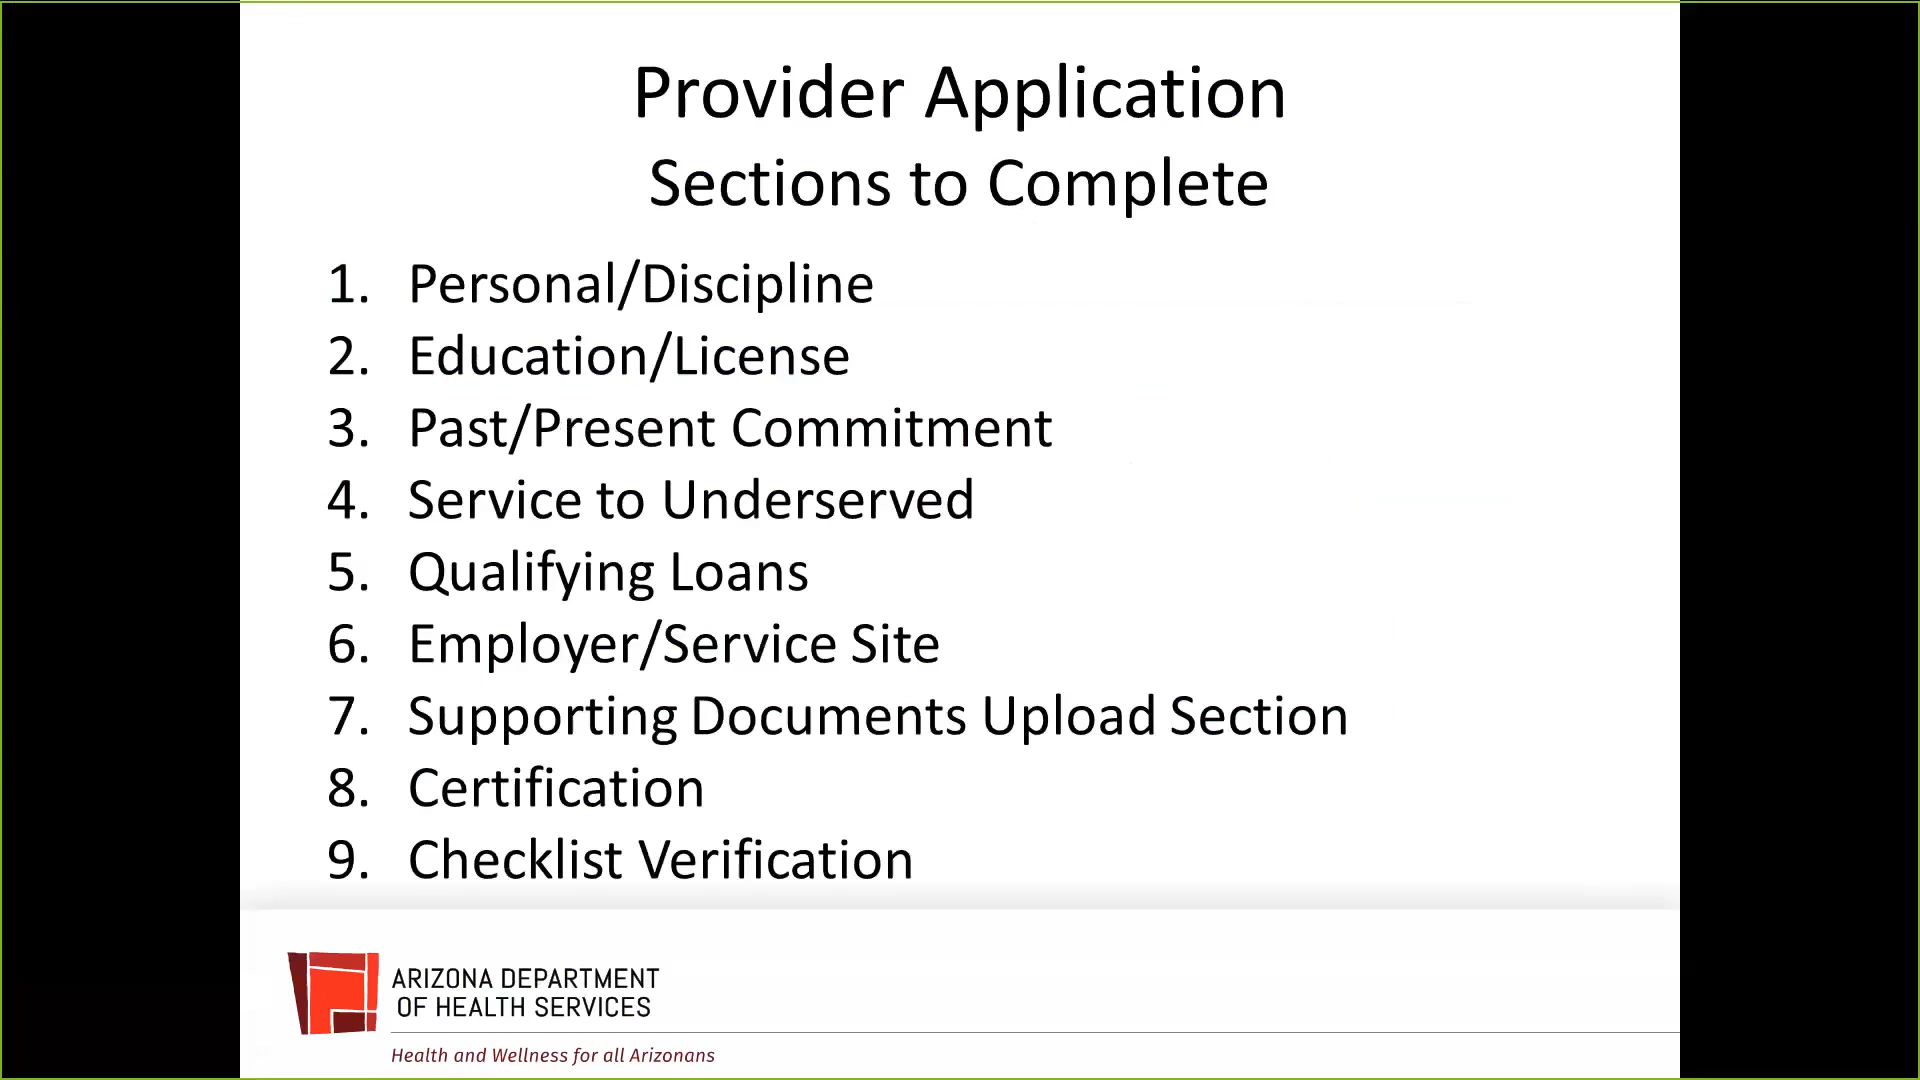 Provider Application
Sections to Complete
1. Personal/Discipline
2. Education/License
3. Past/Present Commitment
4. Service to Underserved
5. Qualifying Loans
6. Employer/Service Site
7. Supporting Documents Upload Section
8. Certification
9. Checklist Verification
ARIZONA DEPARTMENT
OF HEALTH SERVICES
Health and Wellness for all Arizonans